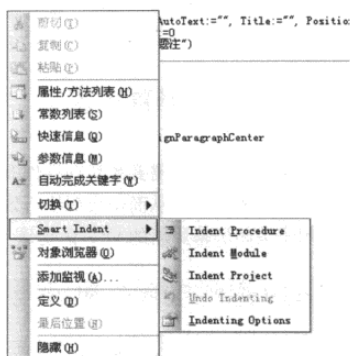 剪切(T)
utoText:="", Title:="", Positio
:=0
复制(C)
题注")
粘贴(P)
属性/方法列表(H)
常数列表(S)
快速信息(Q)
ignParagraphCenter
参数信息(M)
自动完成关键字(W)
切换(T)
Smart Indent
Indent Procedure
对象浏览器(O)
Indent Module
添加监视(A)...
Indent Project
定义(D)
Undo Indenting
最后位置(Z)
Indenting Options
隐藏(H)